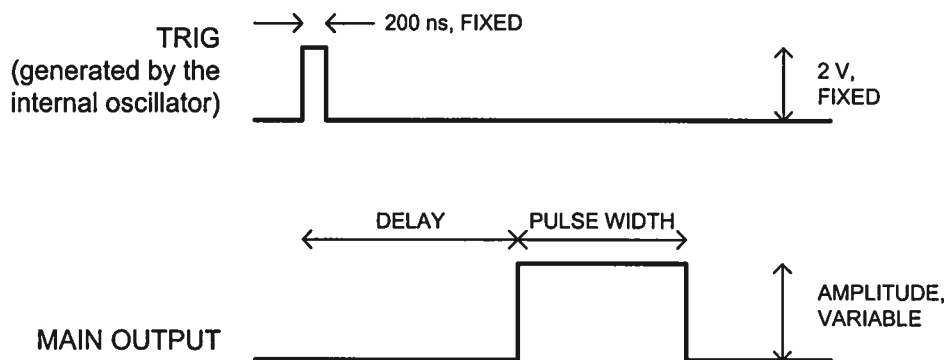 200 ns, FIXED
TRIG
(generated by the
internal oscillator)
2 V,
FIXED
DELAY
PULSE WIDTH
AMPLITUDE,
VARIABLE
MAIN OUTPUT